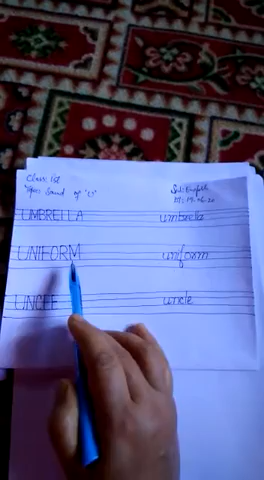 Class: 1st Sub: English
Sound of 'U'
UMBRELLA umbrella
UNIFORM uniform
UNCLE uncle